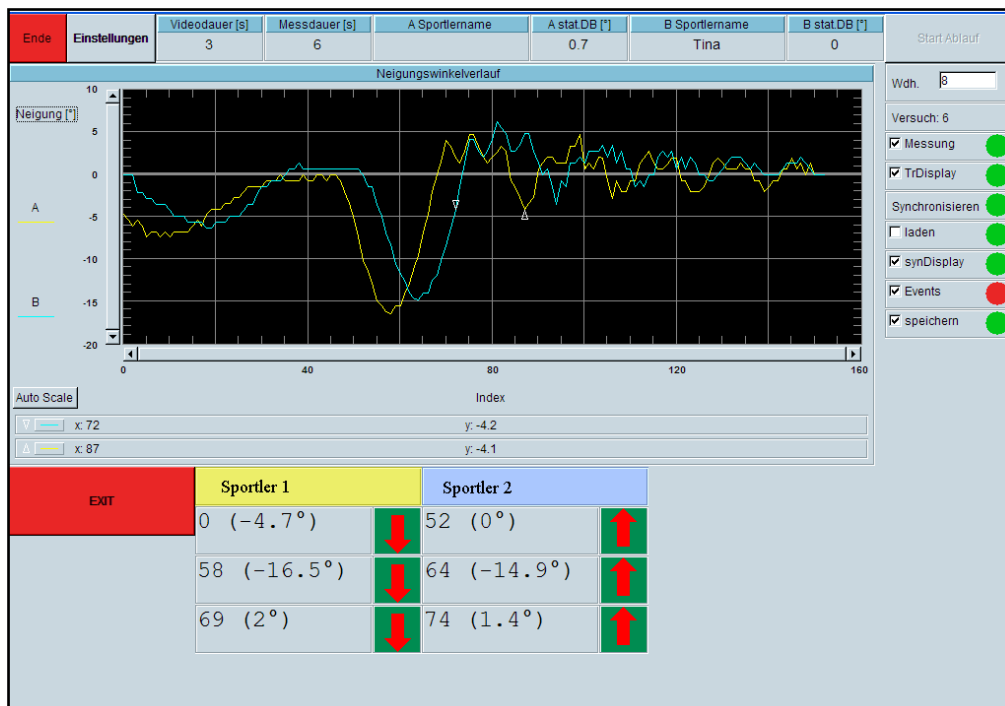 Ende
Einstellungen
Videodauer [s]
3
Messdauer [s]
6
A Sportlername
A stat.DB [°]
0.7
B Sportlername
Tina
B stat.DB [°]
0
Start Ablauf
Neigungswinkelverlauf
Neigung [°]
A
B
10
5
0
-5
-10
-15
-20
0 40 80 120 160
Auto Scale
Index
x: 72 y: -4.2
x: 87 y: -4.1
Wdh. 8
Versuch: 6
Messung
TrDisplay
Synchronisieren
laden
synDisplay
Events
speichern
EXIT
Sportler 1 Sportler 2
0 (-4.7°) 52 (0°)
58 (-16.5°) 64 (-14.9°)
69 (2°) 74 (1.4°)